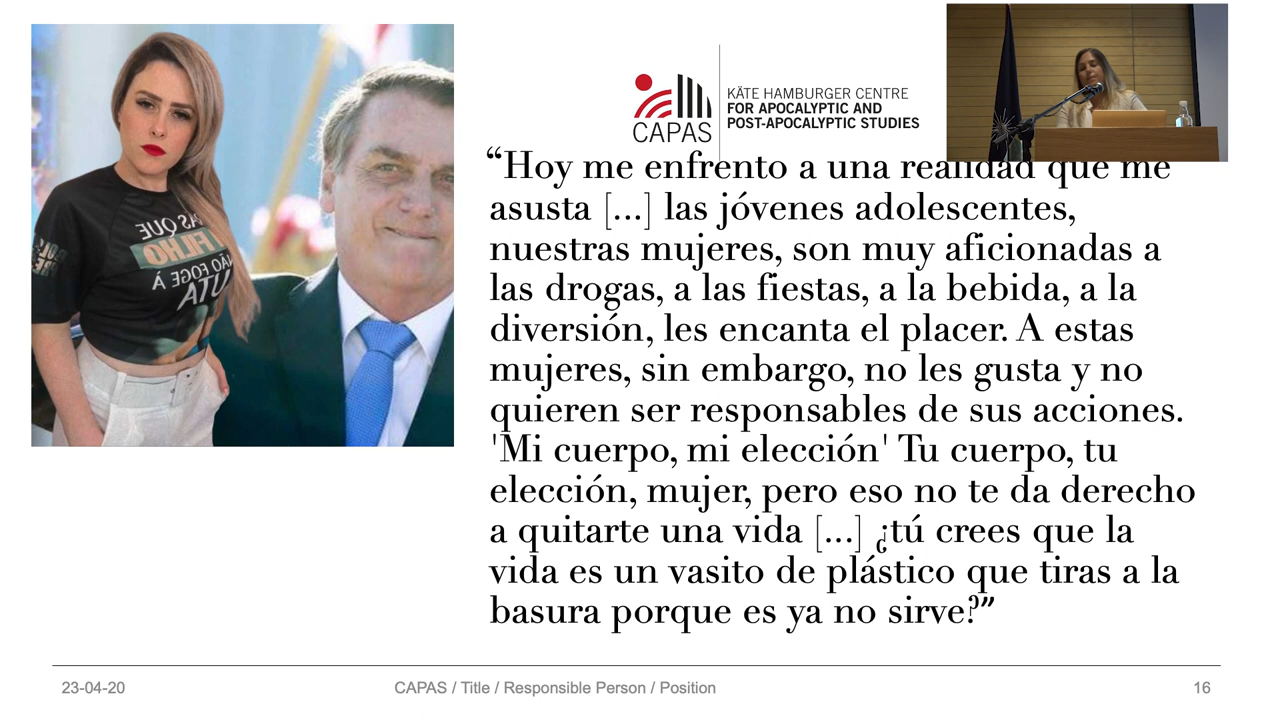 CAPAS
KÄTE HAMBURGER CENTRE
FOR APOCALYPTIC AND
POST-APOCALYPTIC STUDIES
“Hoy me enfrento a una realidad que me
asusta [...] las jóvenes adolescentes,
nuestras mujeres, son muy aficionadas a
las drogas, a las fiestas, a la bebida, a la
diversión, les encanta el placer. A estas
mujeres, sin embargo, no les gusta y no
quieren ser responsables de sus acciones.
'Mi cuerpo, mi elección' Tu cuerpo, tu
elección, mujer, pero eso no te da derecho
a quitarte una vida [...] ¿tú crees que la
vida es un vasito de plástico que tiras a la
basura porque es ya no sirve?”
QUE
FILHO
NÃO FOGE À
23-04-20
CAPAS / Title / Responsible Person / Position
16